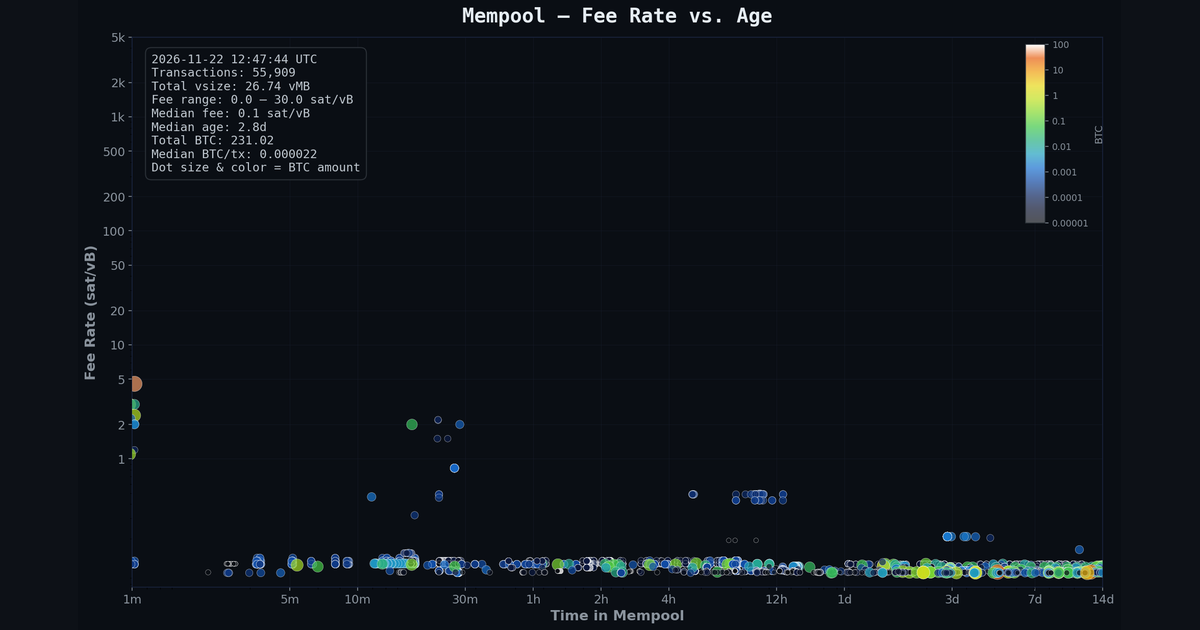 Mempool — Fee Rate vs. Age
2026-11-22 12:47:44 UTC
Transactions: 55,909
Total vsize: 26.74 vMB
Fee range: 0.0 — 30.0 sat/vB
Median fee: 0.1 sat/vB
Median age: 2.8d
Total BTC: 231.02
Median BTC/tx: 0.000022
Dot size & color = BTC amount
5k
2k
1k
500
200
100
50
20
10
5
2
1
Fee Rate (sat/vB)
100
10
1
0.1
0.01
0.001
0.0001
0.00001
BTC
1m 5m 10m 30m 1h 2h 4h 12h 1d 3d 7d 14d
Time in Mempool